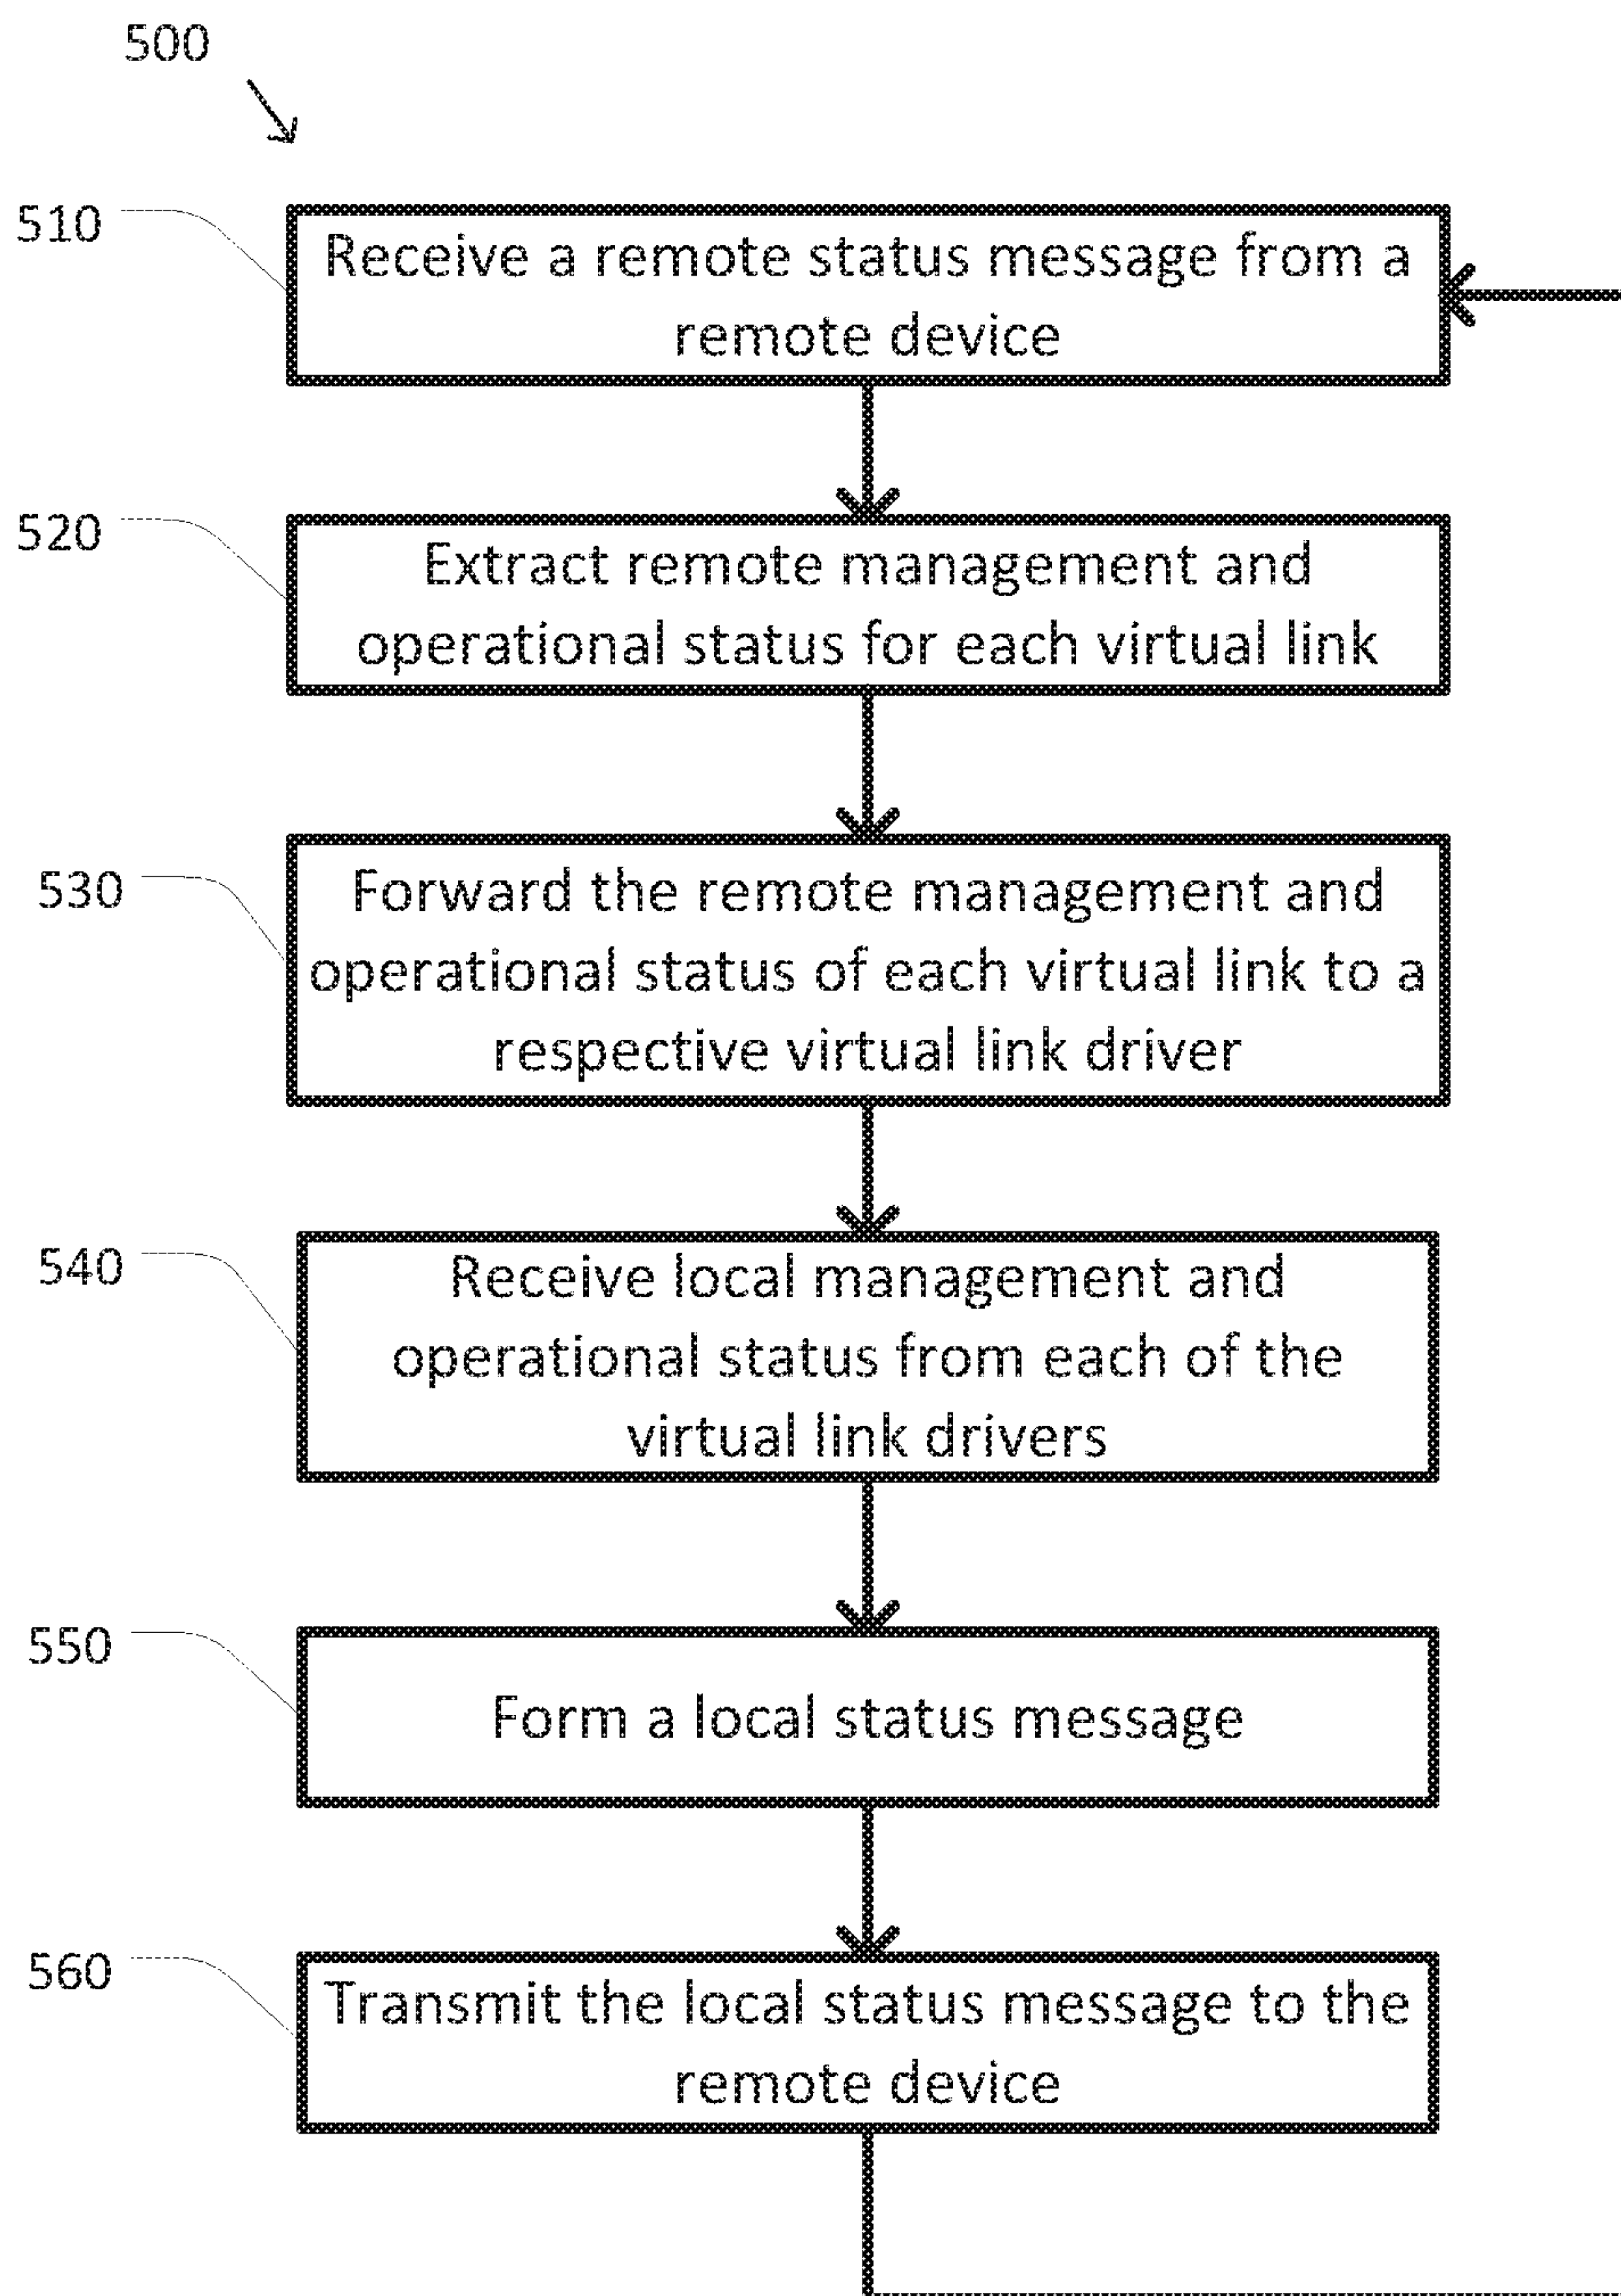 500
510
Receive a remote status message from a
remote device
520
Extract remote management and
operational status for each virtual link
530
Forward the remote management and
operational status of each virtual link to a
respective virtual link driver
540
Receive local management and
operational status from each of the
virtual link drivers
550
Form a local status message
560
Transmit the local status message to the
remote device